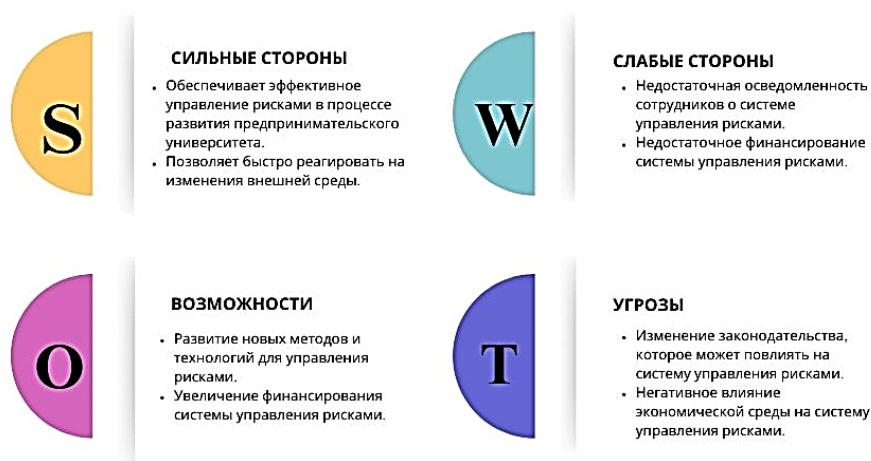 S
СИЛЬНЫЕ СТОРОНЫ
• Обеспечивает эффективное
управление рисками в процессе
развития предпринимательского
университета.
• Позволяет быстро реагировать на
изменения внешней среды.
W
СЛАБЫЕ СТОРОНЫ
• Недостаточная осведомленность
сотрудников о системе
управления рисками.
• Недостаточное финансирование
системы управления рисками.
O
ВОЗМОЖНОСТИ
• Развитие новых методов и
технологий для управления
рисками.
• Увеличение финансирования
системы управления рисками.
T
УГРОЗЫ
• Изменение законодательства,
которое может повлиять на
систему управления рисками.
• Негативное влияние
экономической среды на систему
управления рисками.